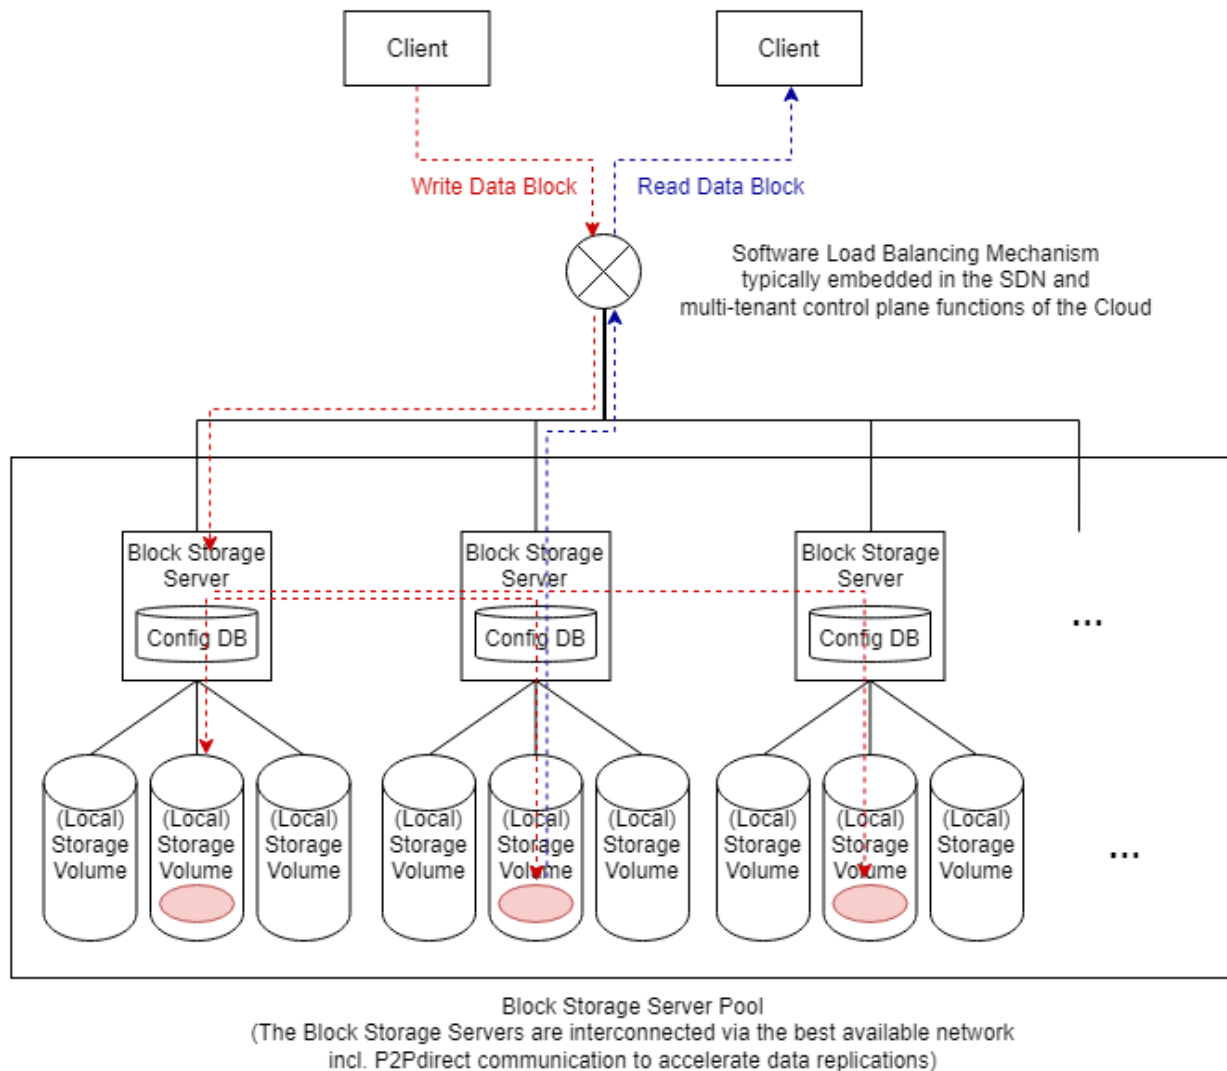 Client
Client
Write Data Block
Read Data Block
Software Load Balancing Mechanism
typically embedded in the SDN and
multi-tenant control plane functions of the Cloud
Block Storage
Server
Config DB
Block Storage
Server
Config DB
Block Storage
Server
Config DB
...
(Local)
Storage
Volume
(Local)
Storage
Volume
(Local)
Storage
Volume
(Local)
Storage
Volume
(Local)
Storage
Volume
(Local)
Storage
Volume
(Local)
Storage
Volume
(Local)
Storage
Volume
(Local)
Storage
Volume
...
Block Storage Server Pool
(The Block Storage Servers are interconnected via the best available network
incl. P2Pdirect communication to accelerate data replications)